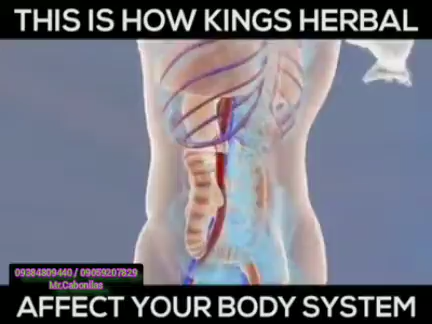 THIS IS HOW KINGS HERBAL
09384809440 / 09059207829
Mr.Cabonilas
AFFECT YOUR BODY SYSTEM